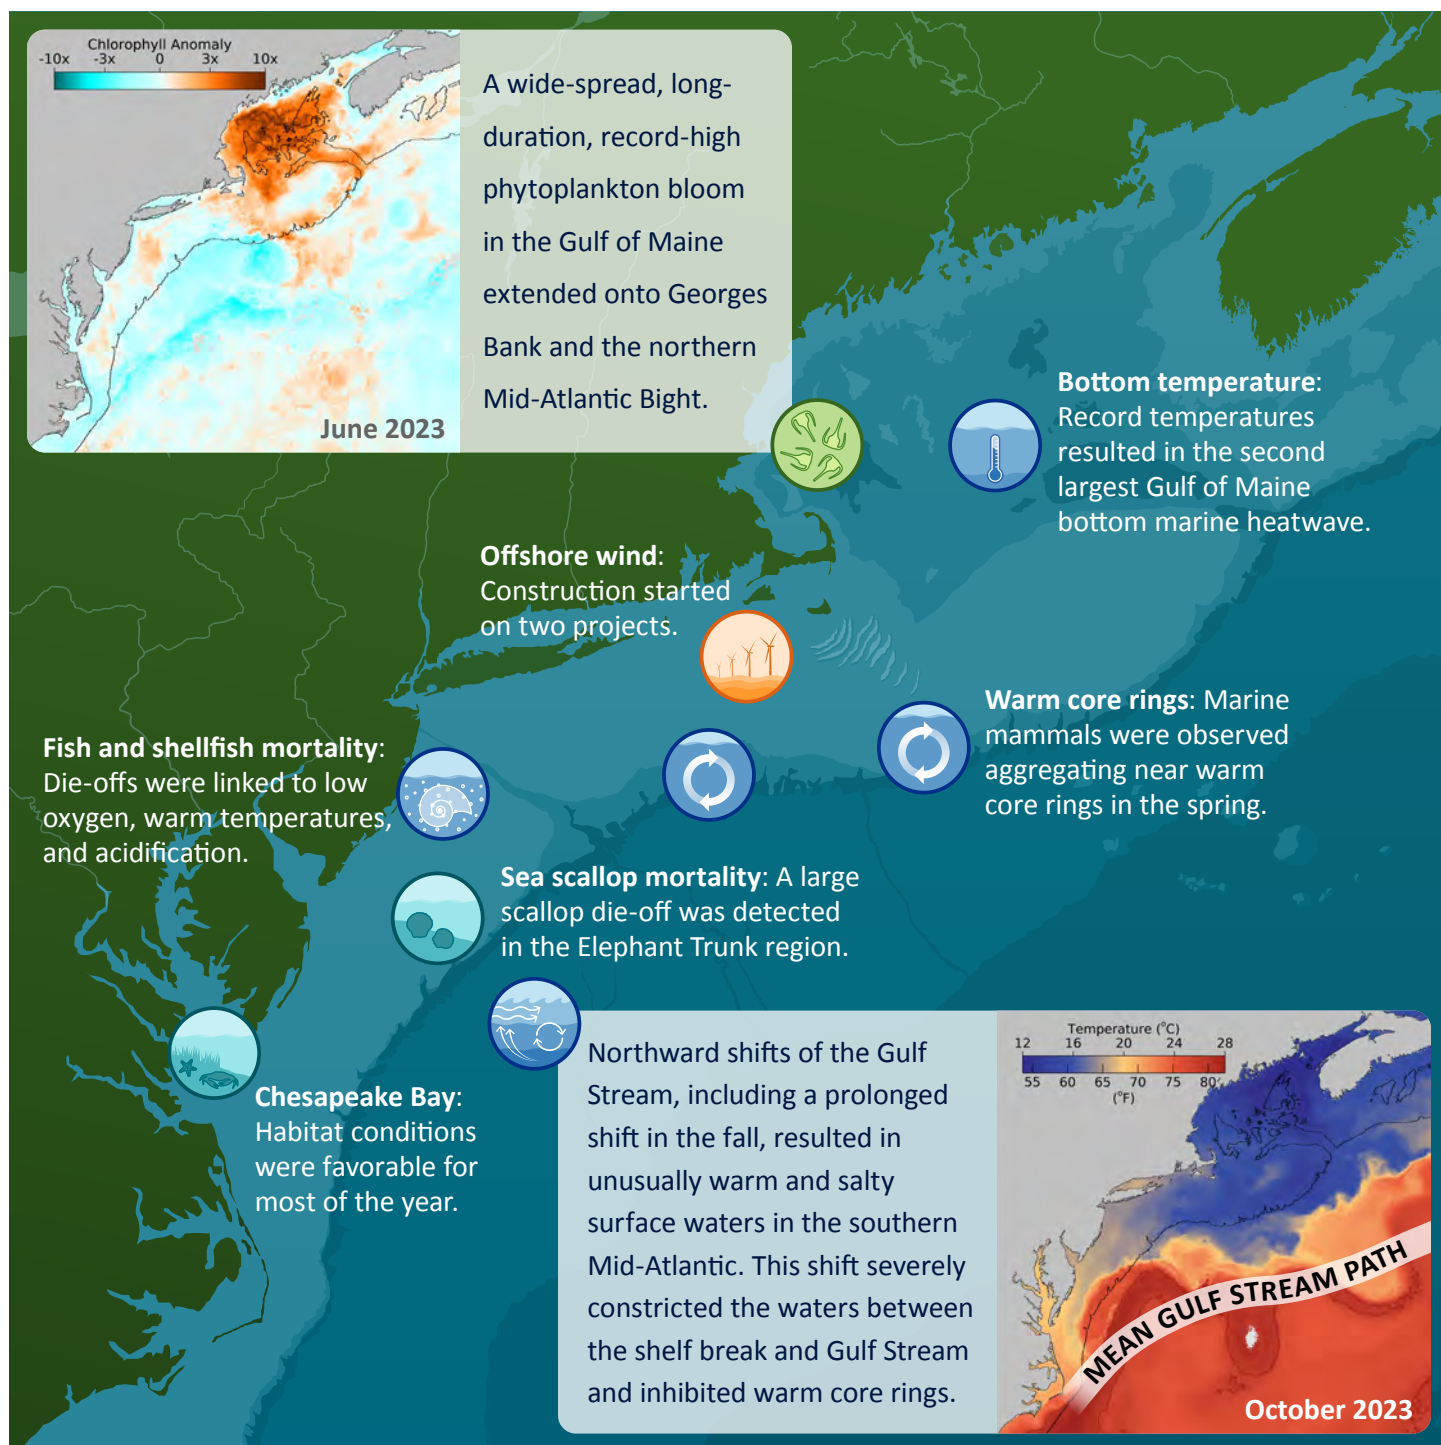 Chlorophyll Anomaly
-10x -3x 0 3x 10x
June 2023
A wide-spread, long-
duration, record-high
phytoplankton bloom
in the Gulf of Maine
extended onto Georges
Bank and the northern
Mid-Atlantic Bight.
Bottom temperature:
Record temperatures
resulted in the second
largest Gulf of Maine
bottom marine heatwave.
Offshore wind:
Construction started
on two projects.
Warm core rings: Marine
mammals were observed
aggregating near warm
core rings in the spring.
Fish and shellfish mortality:
Die-offs were linked to low
oxygen, warm temperatures,
and acidification.
Sea scallop mortality: A large
scallop die-off was detected
in the Elephant Trunk region.
Chesapeake Bay:
Habitat conditions
were favorable for
most of the year.
Northward shifts of the Gulf
Stream, including a prolonged
shift in the fall, resulted in
unusually warm and salty
surface waters in the southern
Mid-Atlantic. This shift severely
constricted the waters between
the shelf break and Gulf Stream
and inhibited warm core rings.
Temperature (°C)
12 16 20 24 28
55 60 65 70 75 80
(°F)
MEAN GULF STREAM PATH
October 2023